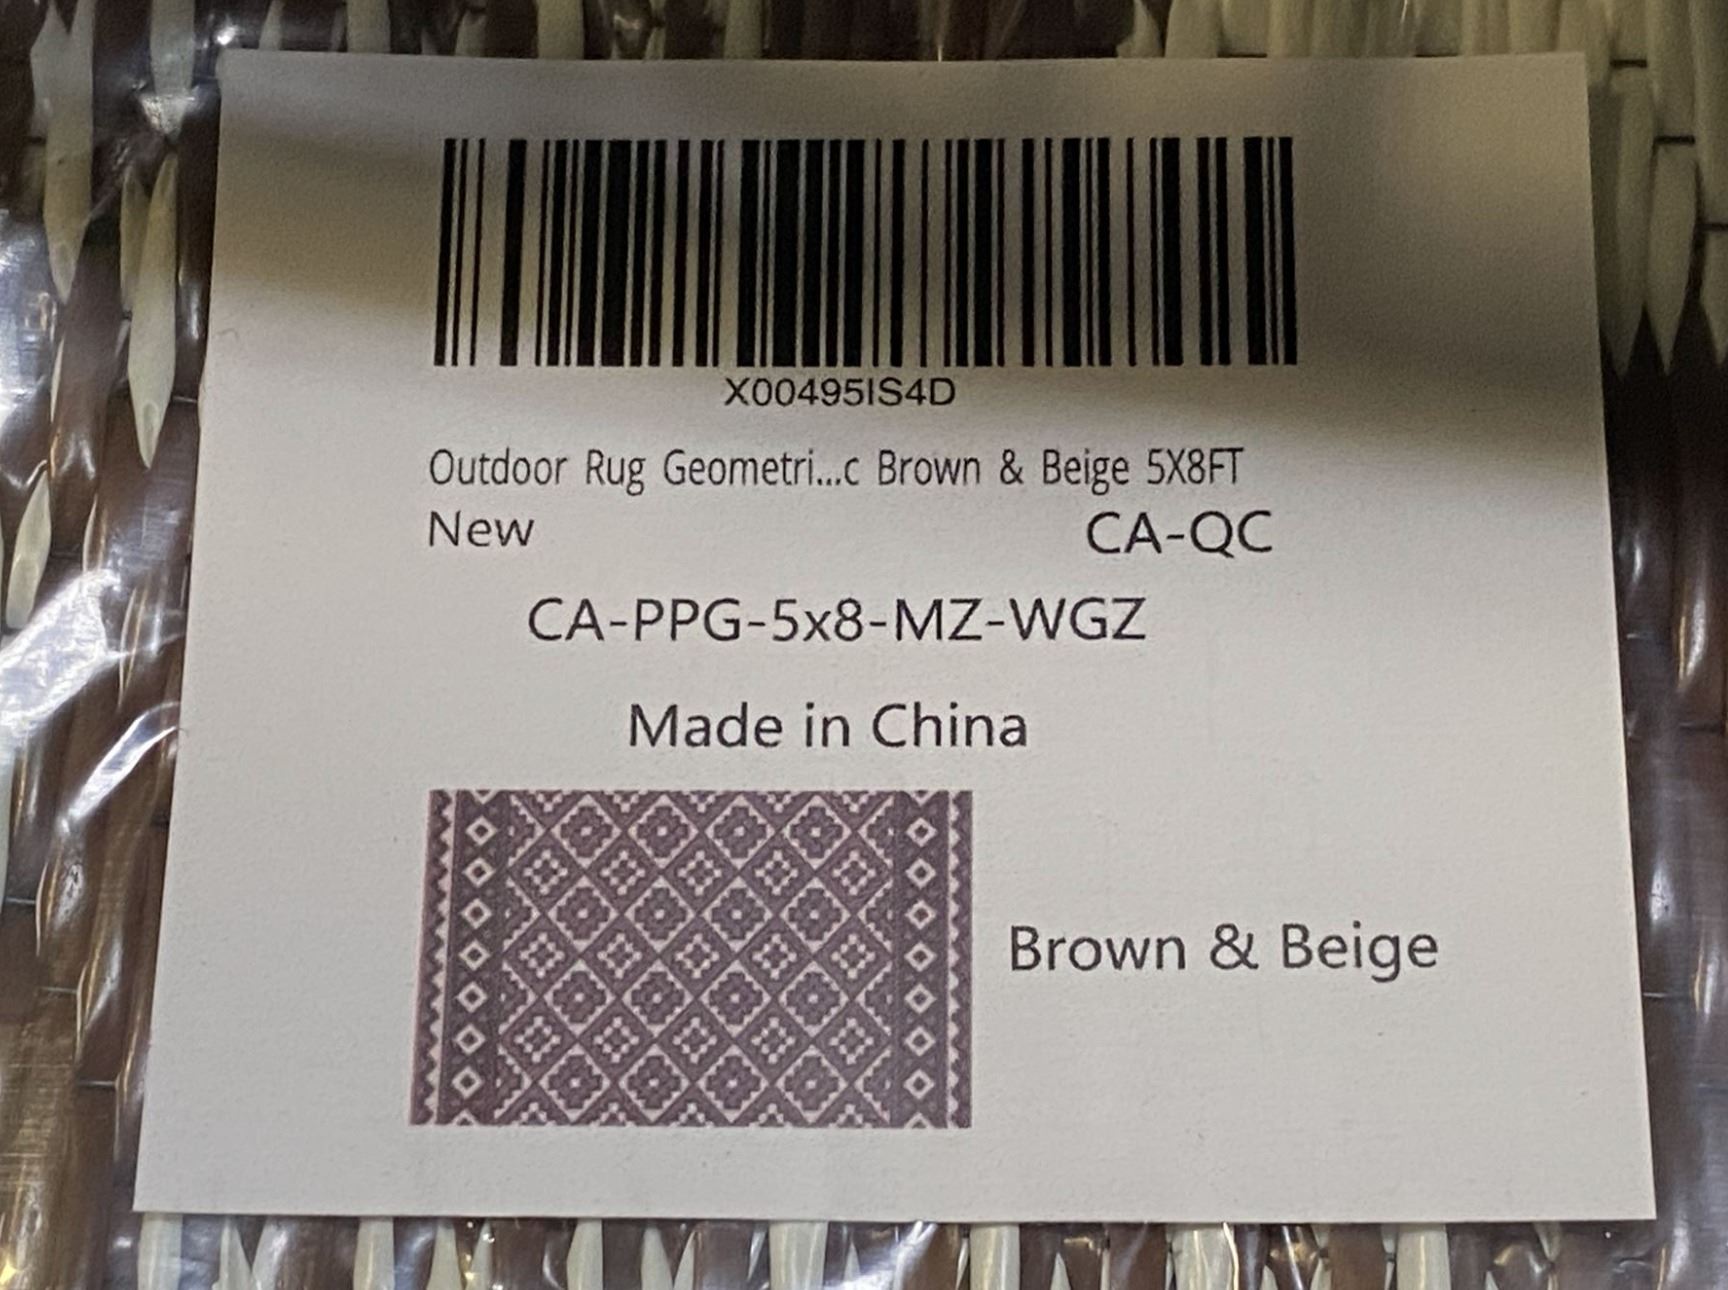 X00495IS4D
Outdoor Rug Geometri...c Brown & Beige 5X8FT
New CA-QC
CA-PPG-5x8-MZ-WGZ
Made in China
Brown & Beige